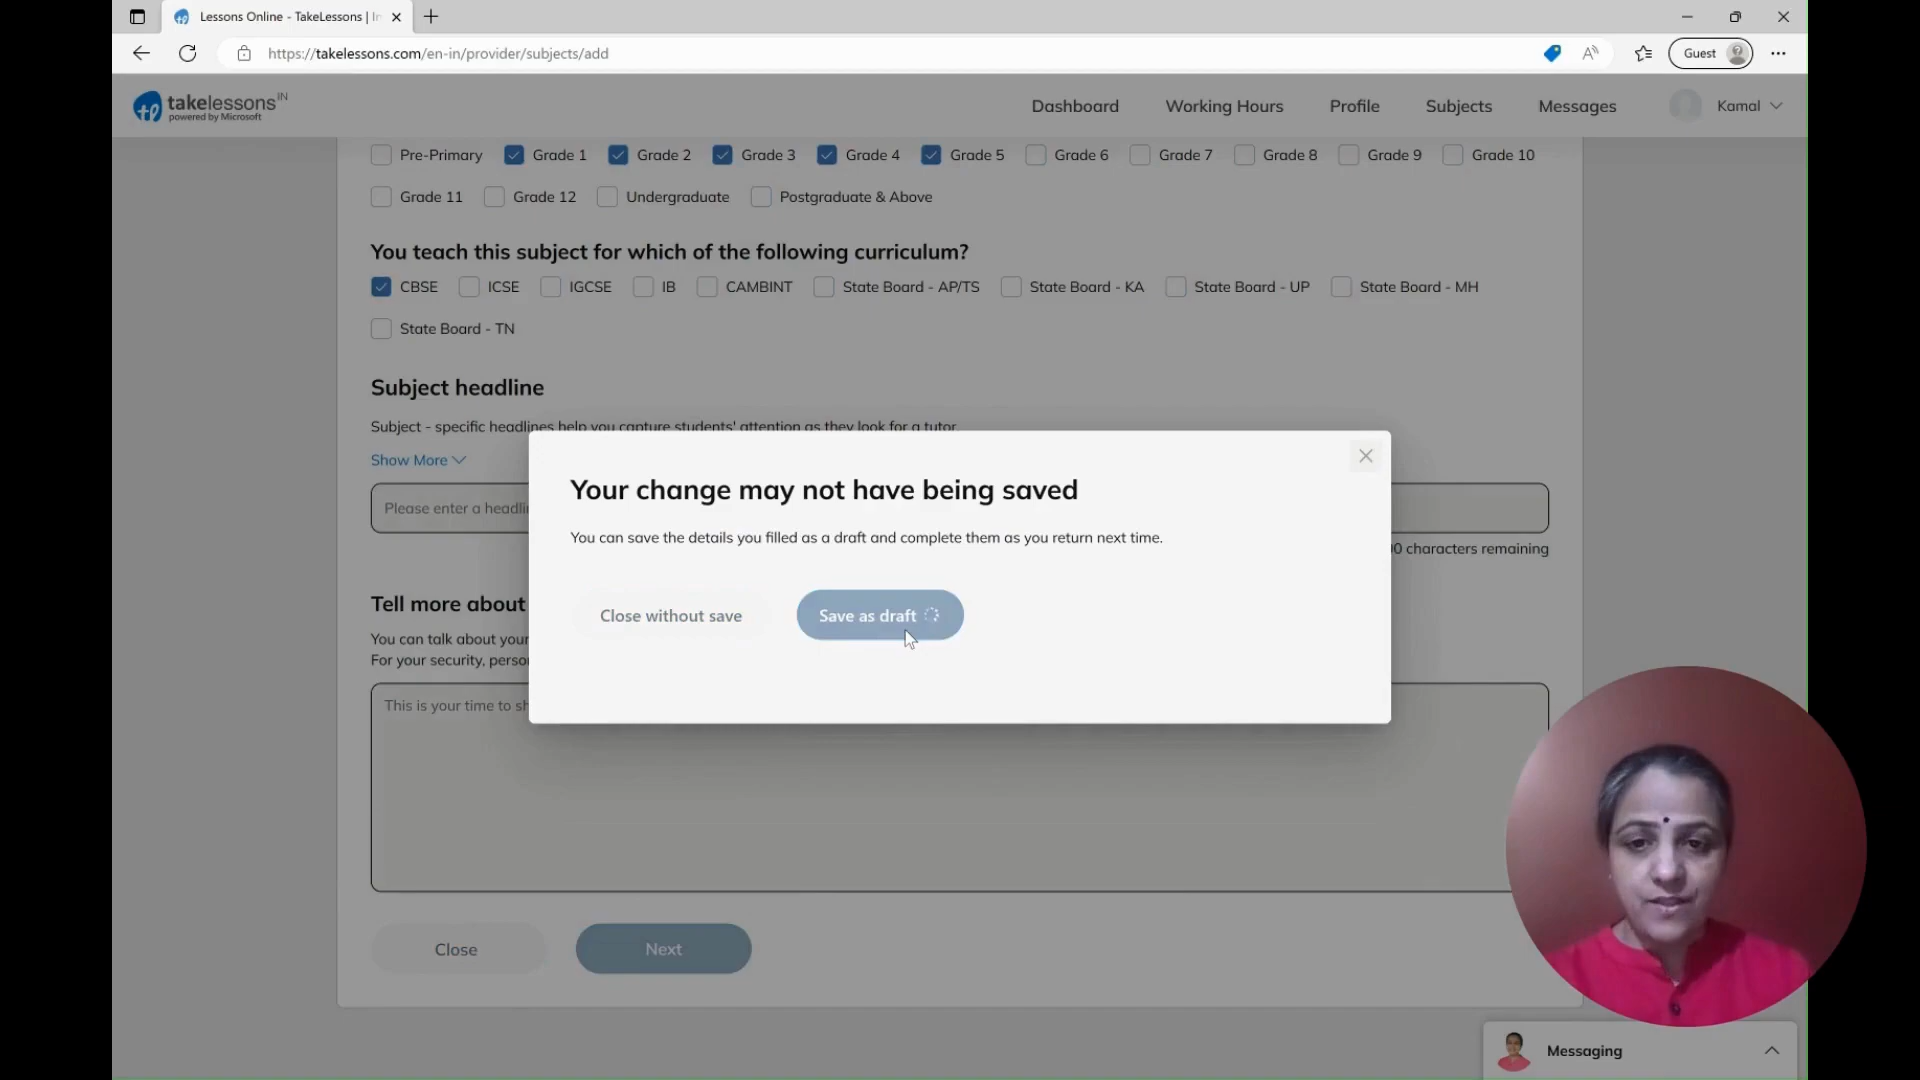 Lessons Online - TakeLessons | In
https://takelessons.com/en-in/provider/subjects/add
Guest
takelessons IN
powered by Microsoft
Dashboard
Working Hours
Profile
Subjects
Messages
Kamal
Pre-Primary Grade 1 Grade 2 Grade 3 Grade 4 Grade 5 Grade 6 Grade 7 Grade 8 Grade 9 Grade 10
Grade 11 Grade 12 Undergraduate Postgraduate & Above
You teach this subject for which of the following curriculum?
CBSE ICSE IGCSE IB CAMBINT State Board - AP/TS State Board - KA State Board - UP State Board - MH
State Board - TN
Subject headline
Subject - specific headlines help you capture students' attention as they look for a tutor.
Show More
Please enter a headli
0 characters remaining
Your change may not have being saved
You can save the details you filled as a draft and complete them as you return next time.
Close without save
Save as draft
Tell more about
You can talk about your
For your security, perso
This is your time to sh
Close
Next
Messaging